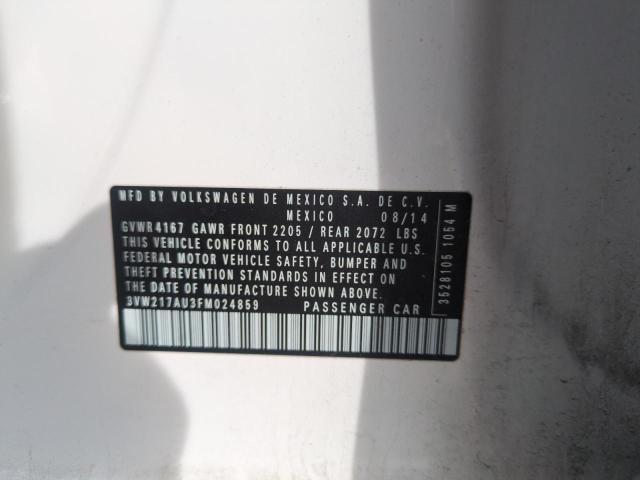 MFD BY VOLKSWAGEN DE MEXICO S.A. DE C.V.
MEXICO 08/14
GVWR4167 GAWR FRONT 2205 / REAR 2072 LBS
THIS VEHICLE CONFORMS TO ALL APPLICABLE U.S.
FEDERAL MOTOR VEHICLE SAFETY, BUMPER AND
THEFT PREVENTION STANDARDS IN EFFECT ON
THE DATE OF MANUFACTURE SHOWN ABOVE.
3VW217AU3FM024859 PASSENGER CAR
3528105 1054 M